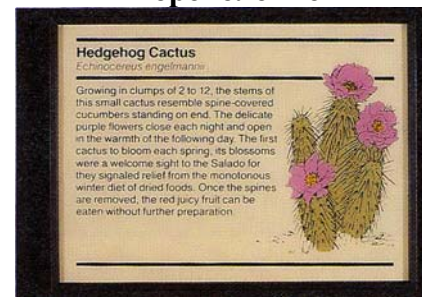 Hedgehog Cactus
Echinocereus engelmannii
Growing in clumps of 2 to 12, the stems of
this small cactus resemble spine-covered
cucumbers standing on end. The delicate
purple flowers close each night and open
in the warmth of the following day. The first
cactus to bloom each spring, its blossoms
were a welcome sight to the Salado for
they signaled relief from the monotonous
winter diet of dried foods. Once the spines
are removed, the red juicy fruit can be
eaten without further preparation.